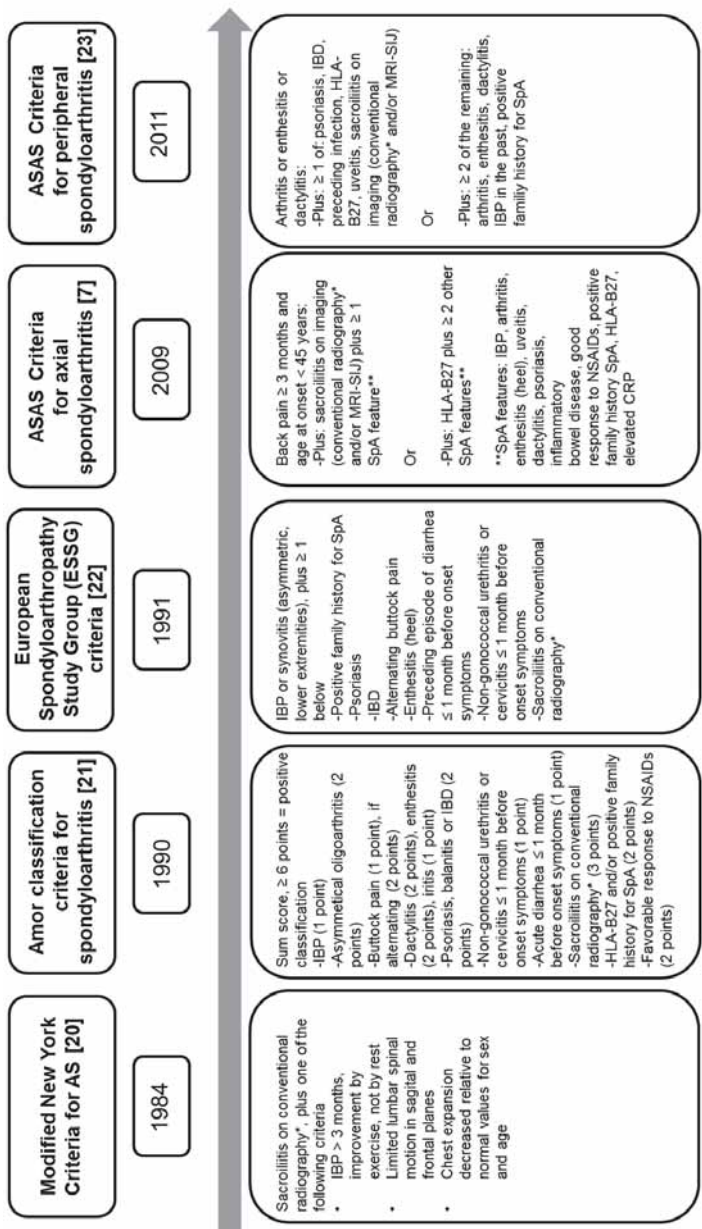 Modified New York
Criteria for AS [20]
1984
Sacroiliitis on conventional
radiography*, plus one of the
following criteria
• IBP > 3 months,
improvement by
exercise, not by rest
• Limited lumbar spinal
motion in sagital and
frontal planes
• Chest expansion
decreased relative to
normal values for sex
and age
Amor classification
criteria for
spondyloarthritis [21]
1990
Sum score, ≥ 6 points = positive
classification
-IBP (1 point)
-Asymmetrical oligoarthritis (2
points)
-Buttock pain (1 point), if
alternating (2 points)
-Dactylitis (2 points), enthesitis
(2 points), iritis (1 point)
-Psoriasis, balanitis or IBD (2
points)
-Non-gonococcal urethritis or
cervicitis ≤ 1 month before
onset symptoms (1 point)
-Acute diarrhea ≤ 1 month
before onset symptoms (1 point)
-Sacroiliitis on conventional
radiography* (3 points)
-HLA-B27 and/or positive family
history for SpA (2 points)
-Favorable response to NSAIDs
(2 points)
European
Spondyloarthropathy
Study Group (ESSG)
criteria [22]
1991
IBP or synovitis (asymmetric,
lower extremities), plus ≥ 1
below
-Positive family history for SpA
-Psoriasis
-IBD
-Alternating buttock pain
-Enthesitis (heel)
-Preceding episode of diarrhea
≤ 1 month before onset
symptoms
-Non-gonococcal urethritis or
cervicitis ≤ 1 month before
onset symptoms
-Sacroiliitis on conventional
radiography*
ASAS Criteria
for axial
spondyloarthritis [7]
2009
Back pain ≥ 3 months and
age at onset < 45 years:
-Plus: sacroiliitis on imaging
(conventional radiography*
and/or MRI-SIJ) plus ≥ 1
SpA feature**
Or
-Plus: HLA-B27 plus ≥ 2 other
SpA features**
**SpA features: IBP, arthritis,
enthesitis (heel), uveitis,
dactylitis, psoriasis,
inflammatory
bowel disease, good
response to NSAIDs, positive
family history SpA, HLA-B27,
elevated CRP
ASAS Criteria
for peripheral
spondyloarthritis [23]
2011
Arthritis or enthesitis or
dactylitis:
-Plus: ≥ 1 of: psoriasis, IBD,
preceding infection, HLA-
B27, uveitis, sacroiliitis on
imaging (conventional
radiography* and/or MRI-SIJ)
Or
-Plus: ≥ 2 of the remaining:
arthritis, enthesitis, dactylitis,
IBP in the past, positive
family history for SpA